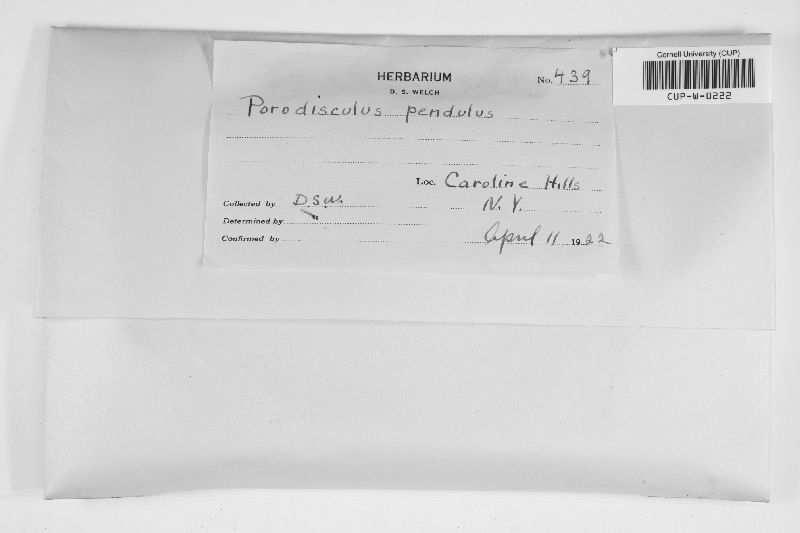 Cornell University (CUP)
CUP-W-0222
HERBARIUM
D. S. WELCH
No. 439
Porodisculus pendulus
Loc. Caroline Hills
N. Y.
Collected by D.S.W.
Determined by
Confirmed by
April 11 1922